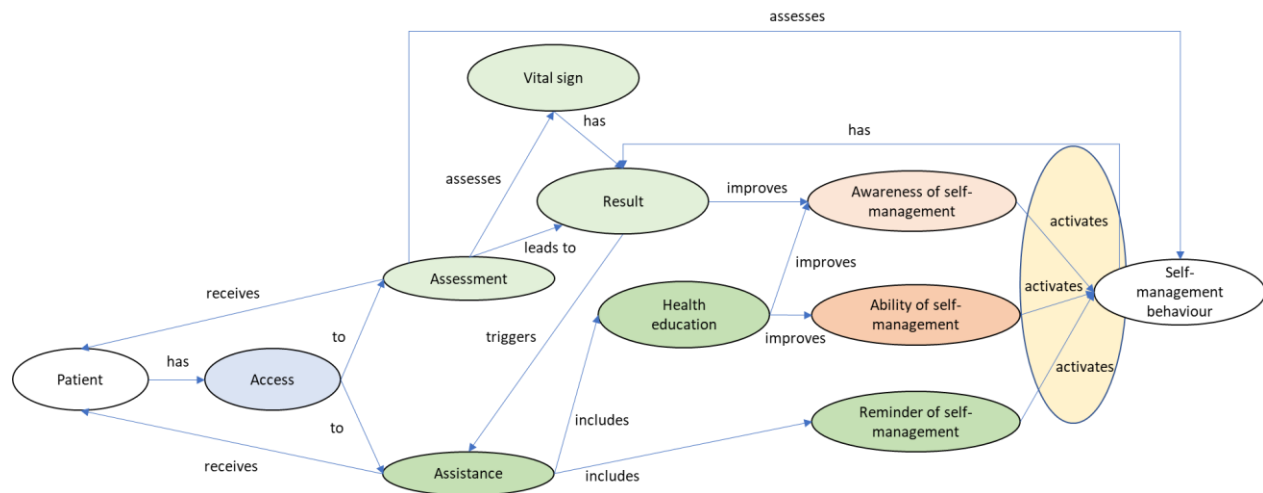 assesses
Vital sign
has
has
assesses
Result
improves
Awareness of self-
management
activates
leads to
improves
Assessment
receives
Health
education
Ability of self-
management
activates
Self-
management
behaviour
to
triggers
improves
has
Patient
Access
activates
includes
Reminder of self-
management
to
receives
Assistance
includes